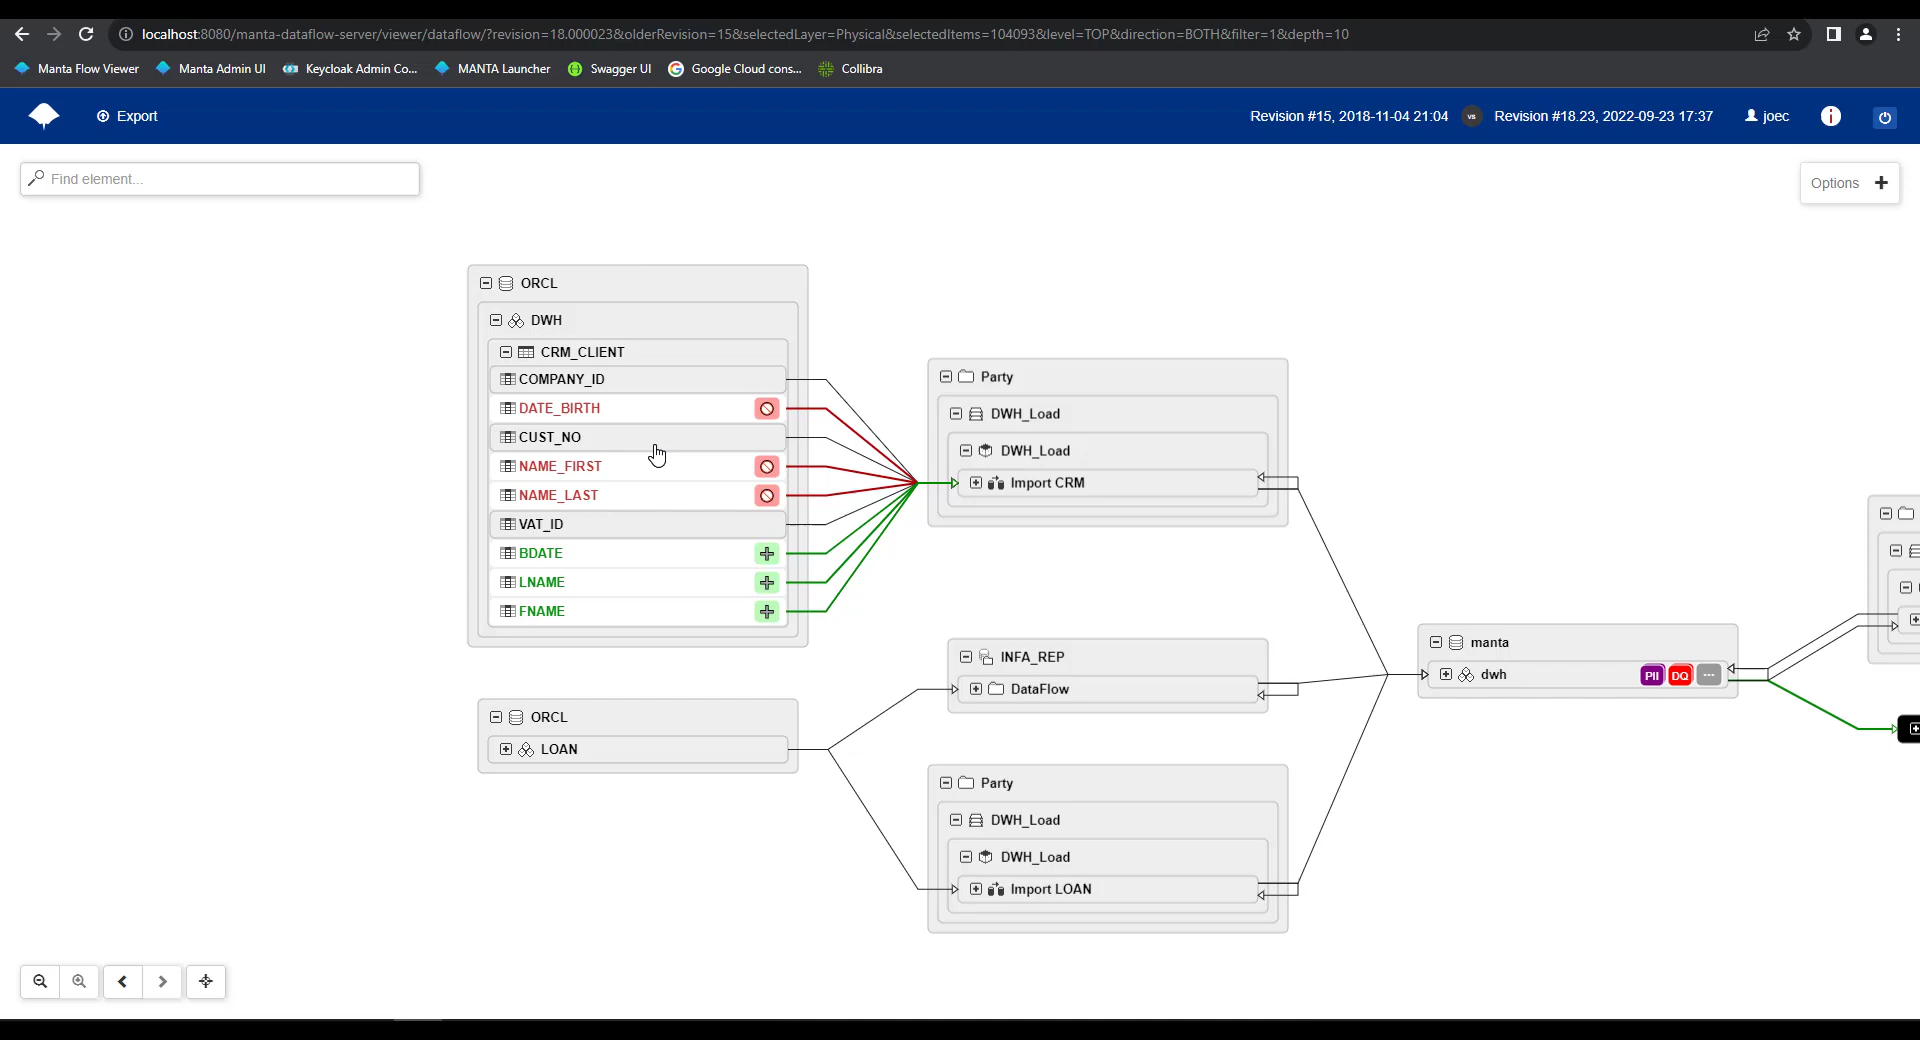 localhost:8080/manta-dataflow-server/viewer/dataflow/?revision=18.000023&olderRevision=15&selectedLayer=Physical&selectedItems=104093&level=TOP&direction=BOTH&filter=1&depth=10
Manta Flow Viewer Manta Admin UI Keycloak Admin Co... MANTA Launcher Swagger UI Google Cloud cons... Collibra
Export Revision #15, 2018-11-04 21:04 vs Revision #18.23, 2022-09-23 17:37 joec
Find element...
Options
ORCL
DWH
CRM_CLIENT
COMPANY_ID
DATE_BIRTH
CUST_NO
NAME_FIRST
NAME_LAST
VAT_ID
BDATE
LNAME
FNAME
ORCL
LOAN
Party
DWH_Load
DWH_Load
Import CRM
INFA_REP
DataFlow
Party
DWH_Load
DWH_Load
Import LOAN
manta
dwh PII DQ ...